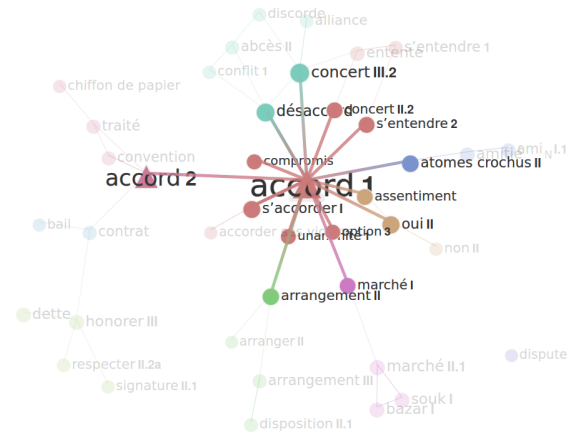 discorde
alliance
abcès II
entente
s'entendre 1
conflit 1
concert III.2
chiffon de papier
désaccord
concert II.2
s'entendre 2
traité
convention
compromis
atomes crochus II
accord 2
accord 1
assentiment
s'accorder I
bail
contrat
oui II
unanimité 1
option 3
non II
marché I
arrangement II
dette
honorer III
arranger II
dispute
respecter II.2a
marché II.1
arrangement III
signature II.1
souk I
bazar I
disposition II.1